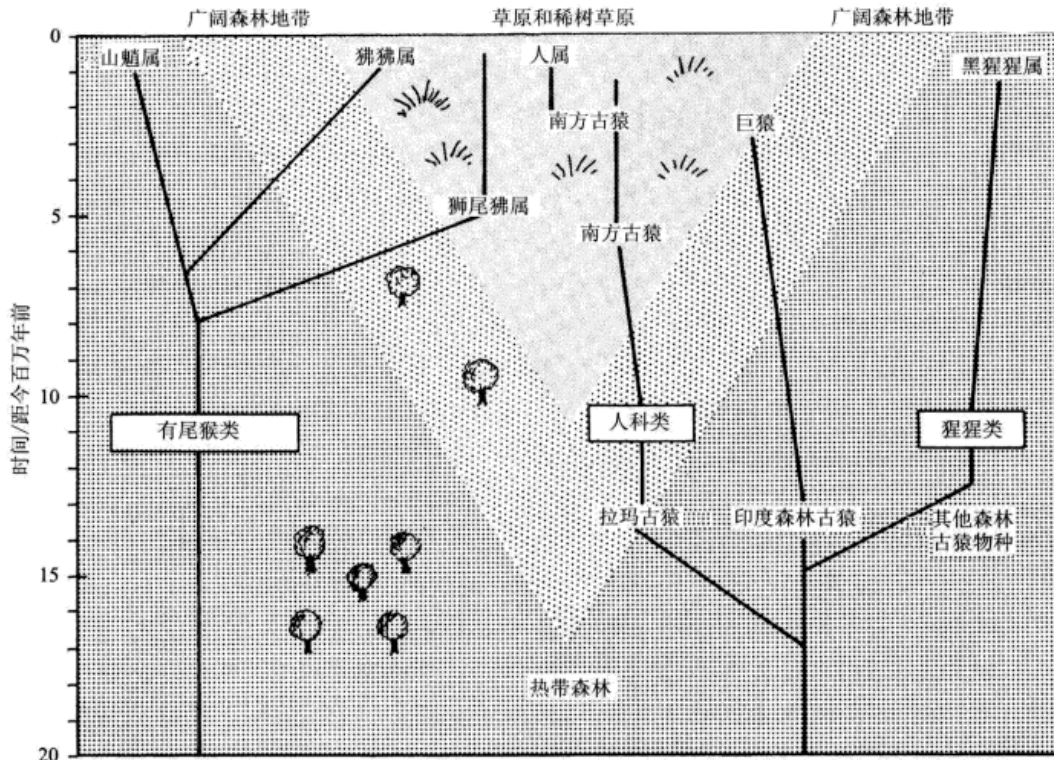 广阔森林地带
草原和稀树草原
广阔森林地带
0
山魈属
狒狒属
人属
黑猩猩属
南方古猿
巨猿
5
狮尾狒属
南方古猿
时间/距今百万年前
10
有尾猴类
人科类
猩猩类
拉玛古猿
印度森林古猿
其他森林
古猿物种
15
热带森林
20